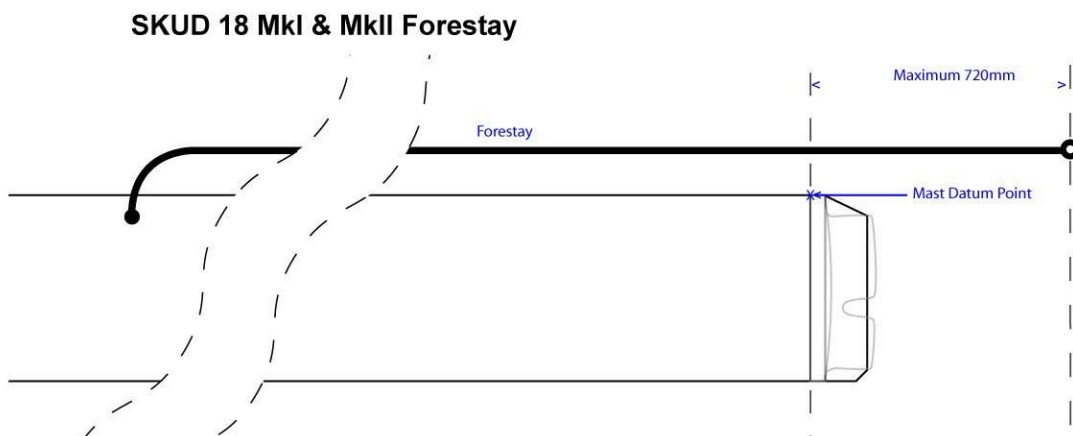 SKUD 18 MkI & MkII Forestay
Maximum 720mm
Forestay
Mast Datum Point